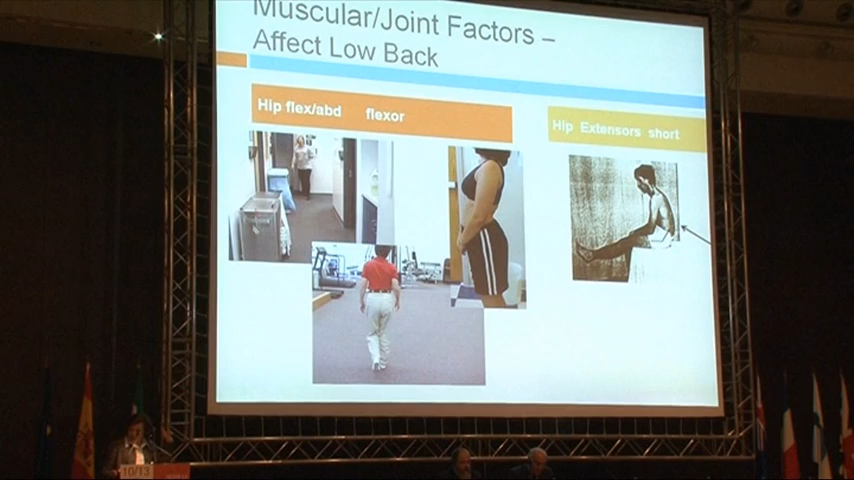 Muscular/Joint Factors –
Affect Low Back
Hip flex/abd flexor
Hip Extensors short
10/13